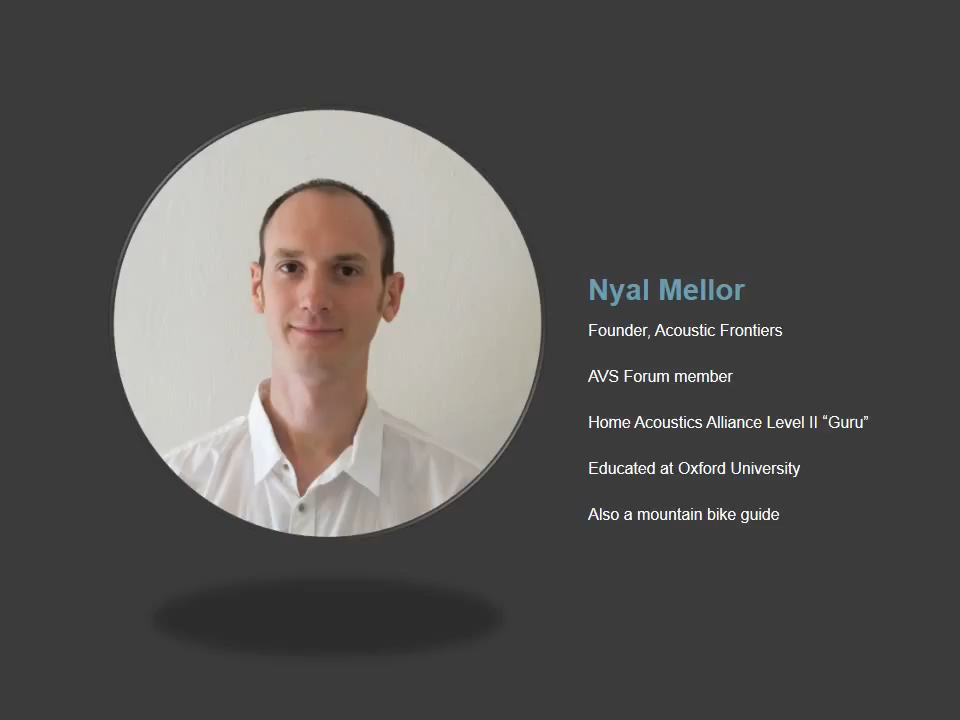 Nyal Mellor
Founder, Acoustic Frontiers
AVS Forum member
Home Acoustics Alliance Level II “Guru”
Educated at Oxford University
Also a mountain bike guide